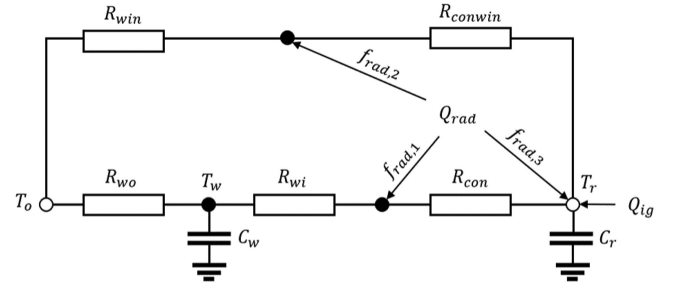 R_win
R_conwin
f_rad,2
Q_rad
f_rad,1
f_rad,3
T_o
R_wo
T_w
R_wi
R_con
T_r
Q_ig
C_w
C_r